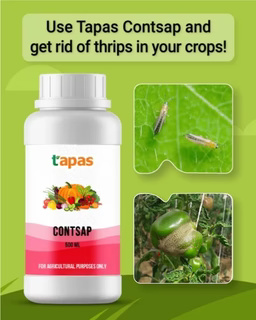 Use Tapas Contsap and
get rid of thrips in your crops!
tapas
CONTSAP
500 ML
FOR AGRICULTURAL PURPOSES ONLY